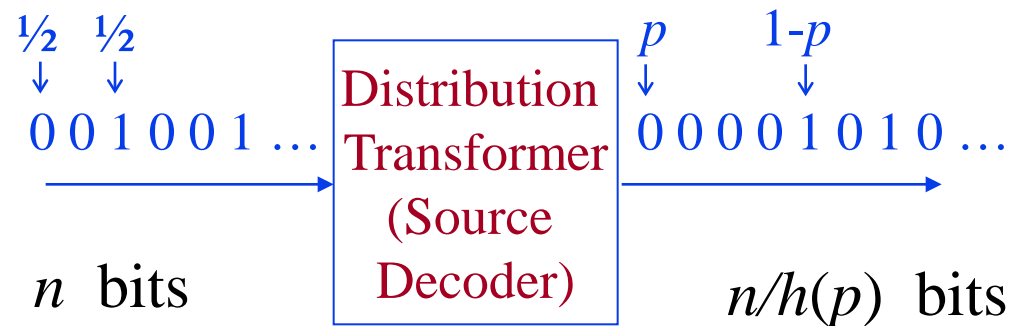 ½ ½
0 0 1 0 0 1 …
n bits
Distribution
Transformer
(Source
Decoder)
p 1-p
0 0 0 0 1 0 1 0 …
n/h(p) bits